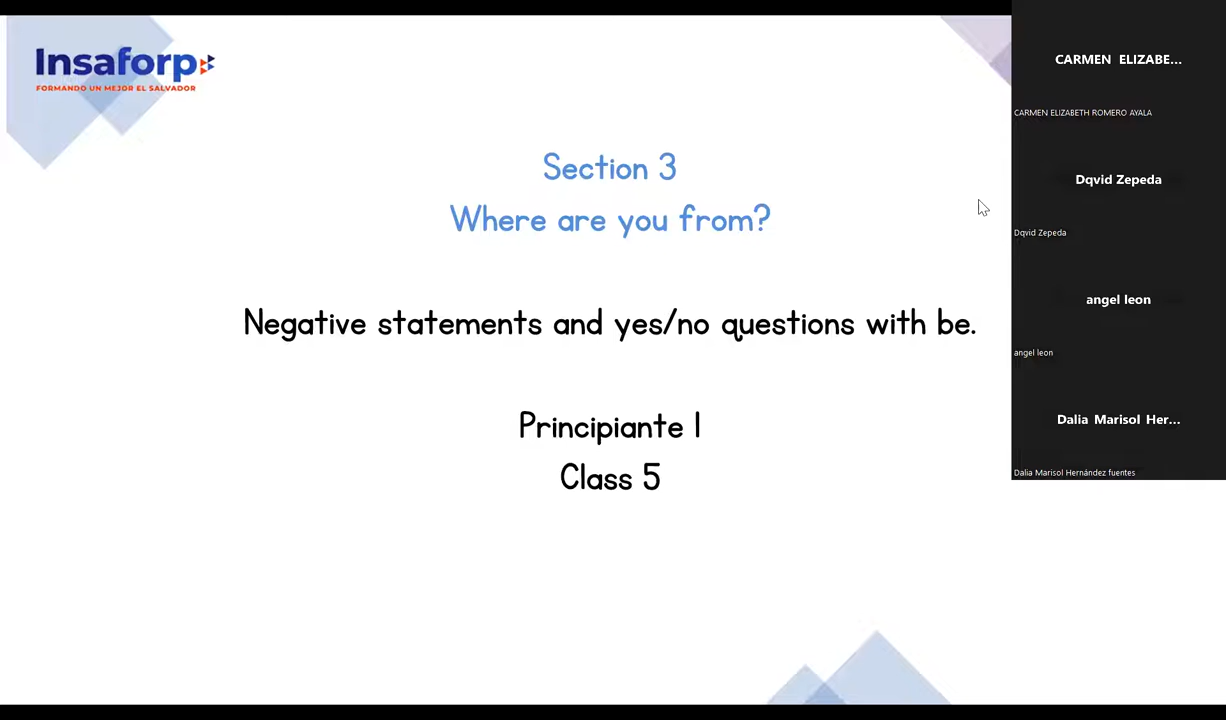 Insaforp
FORMANDO UN MEJOR EL SALVADOR
Section 3
Where are you from?
Negative statements and yes/no questions with be.
Principiante 1
Class 5
CARMEN ELIZABE...
CARMEN ELIZABETH ROMERO AYALA
Dqvid Zepeda
Dqvid Zepeda
angel leon
angel leon
Dalia Marisol Her...
Dalia Marisol Hernández fuentes